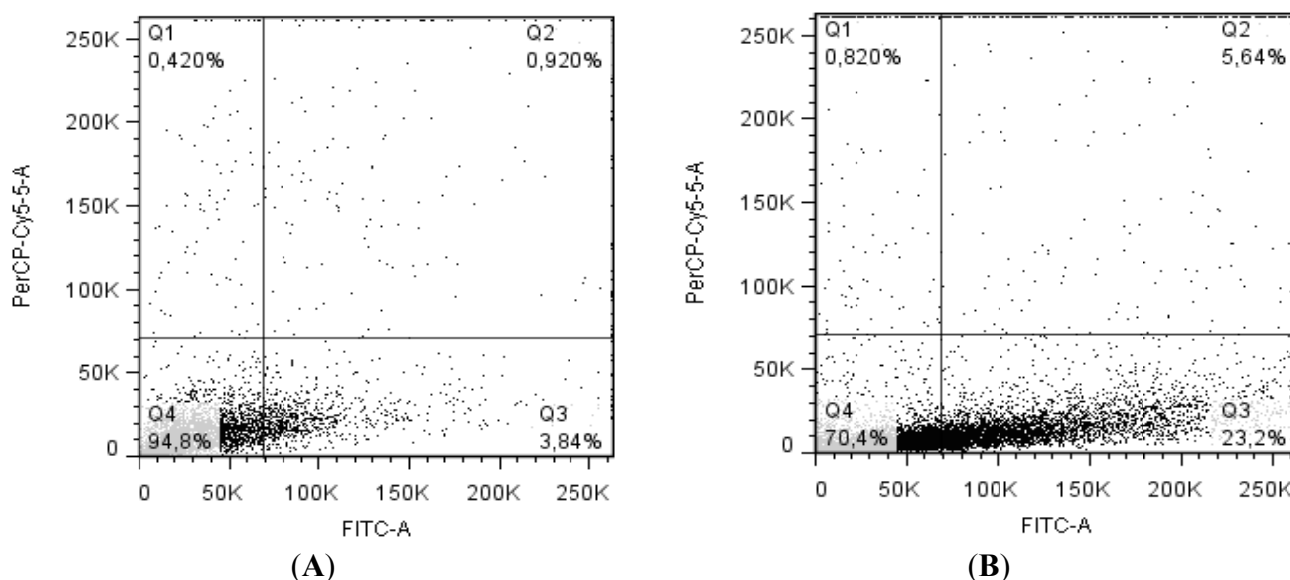 Q1
0,420%
Q2
0,920%
Q4
94,8%
Q3
3,84%
250K
200K
150K
100K
50K
0
PerCP-Cy5-5-A
0 50K 100K 150K 200K 250K
FITC-A
(A)
Q1
0,820%
Q2
5,64%
Q4
70,4%
Q3
23,2%
250K
200K
150K
100K
50K
0
PerCP-Cy5-5-A
0 50K 100K 150K 200K 250K
FITC-A
(B)